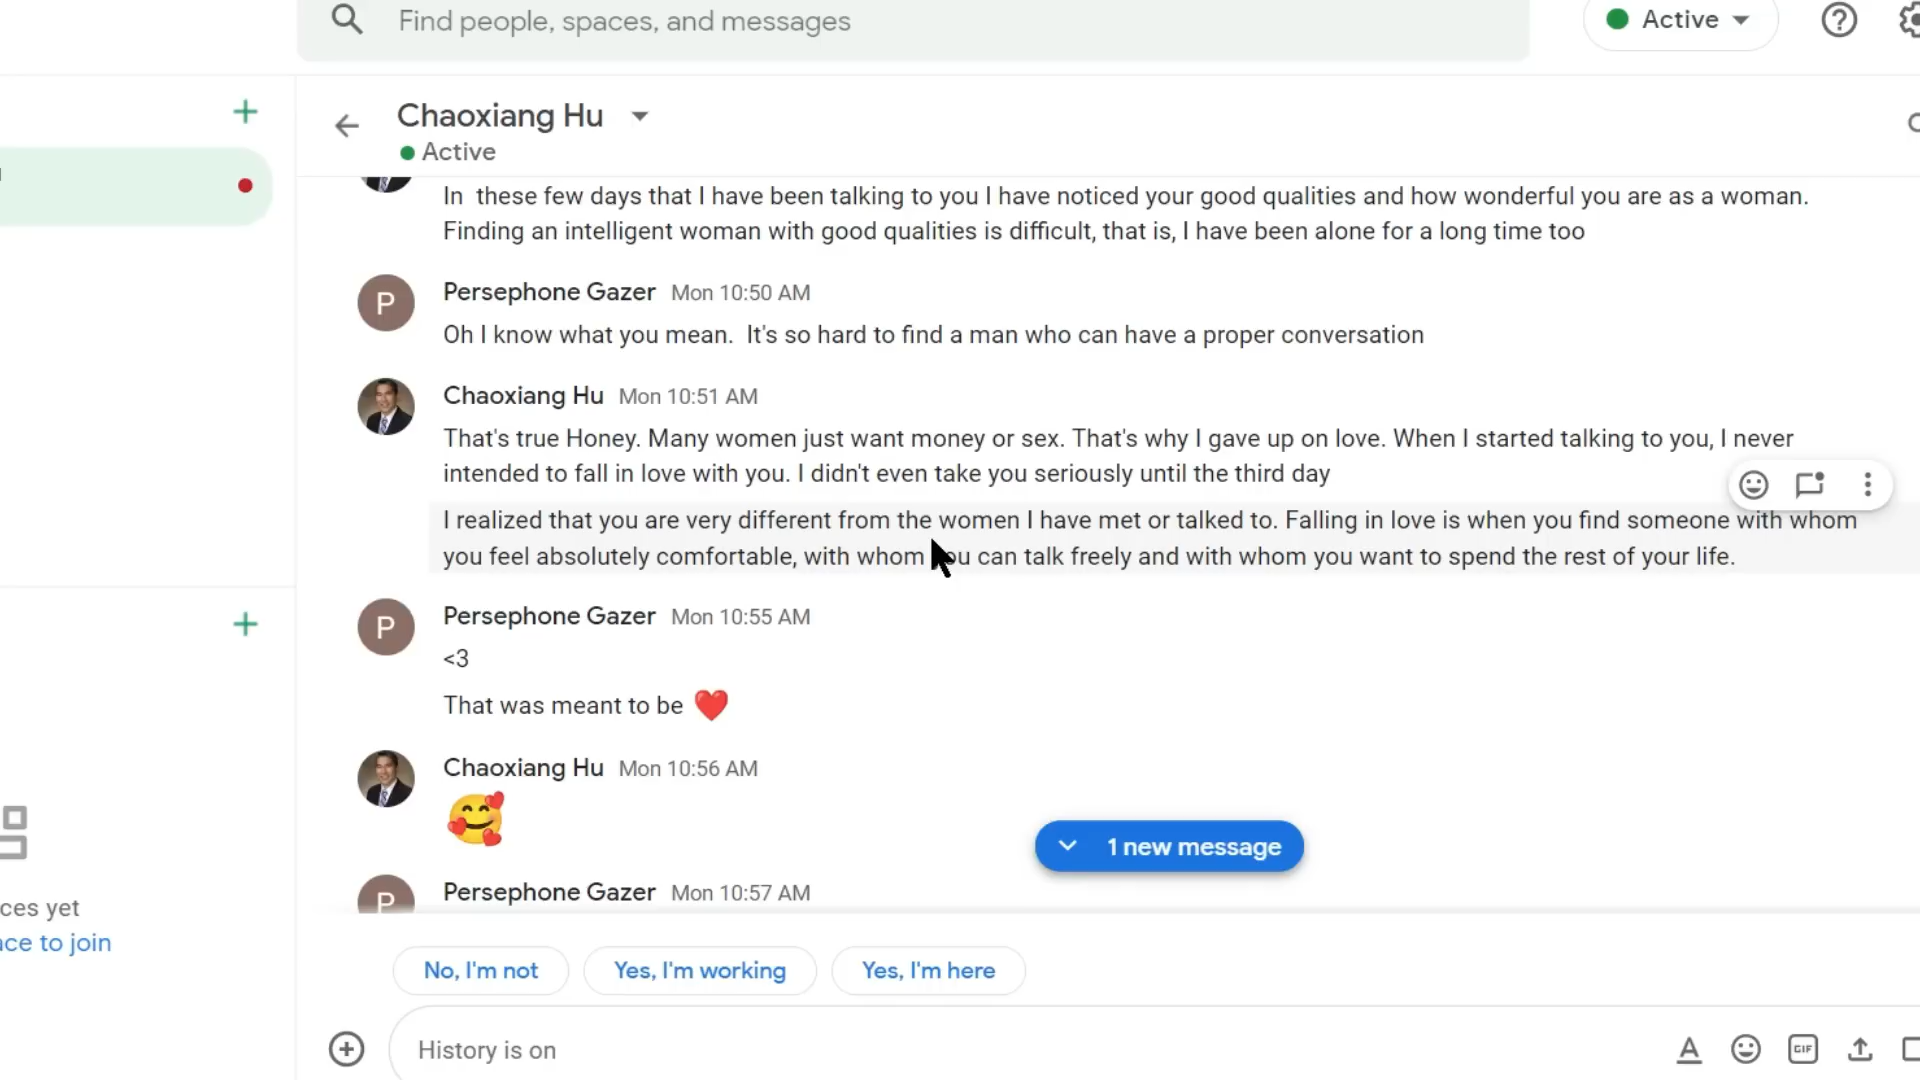 Find people, spaces, and messages
Active
Chaoxiang Hu
Active
In  these few days that I have been talking to you I have noticed your good qualities and how wonderful you are as a woman.
Finding an intelligent woman with good qualities is difficult, that is, I have been alone for a long time too
P
Persephone Gazer Mon 10:50 AM
Oh I know what you mean.  It's so hard to find a man who can have a proper conversation
Chaoxiang Hu Mon 10:51 AM
That's true Honey. Many women just want money or sex. That's why I gave up on love. When I started talking to you, I never
intended to fall in love with you. I didn't even take you seriously until the third day
I realized that you are very different from the women I have met or talked to. Falling in love is when you find someone with whom
you feel absolutely comfortable, with whom you can talk freely and with whom you want to spend the rest of your life.
P
Persephone Gazer Mon 10:55 AM
<3
That was meant to be ❤️
Chaoxiang Hu Mon 10:56 AM
🥰
1 new message
P
Persephone Gazer Mon 10:57 AM
ces yet
ace to join
No, I'm not
Yes, I'm working
Yes, I'm here
History is on
A
GIF